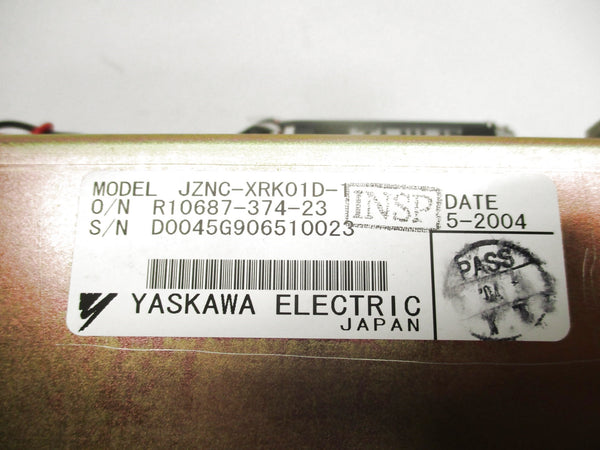 MODEL JZNC-XRK01D-1
O/N R10687-374-23
S/N D0045G906510023
INSP
DATE
5-2004
PASS
YASKAWA ELECTRIC
JAPAN